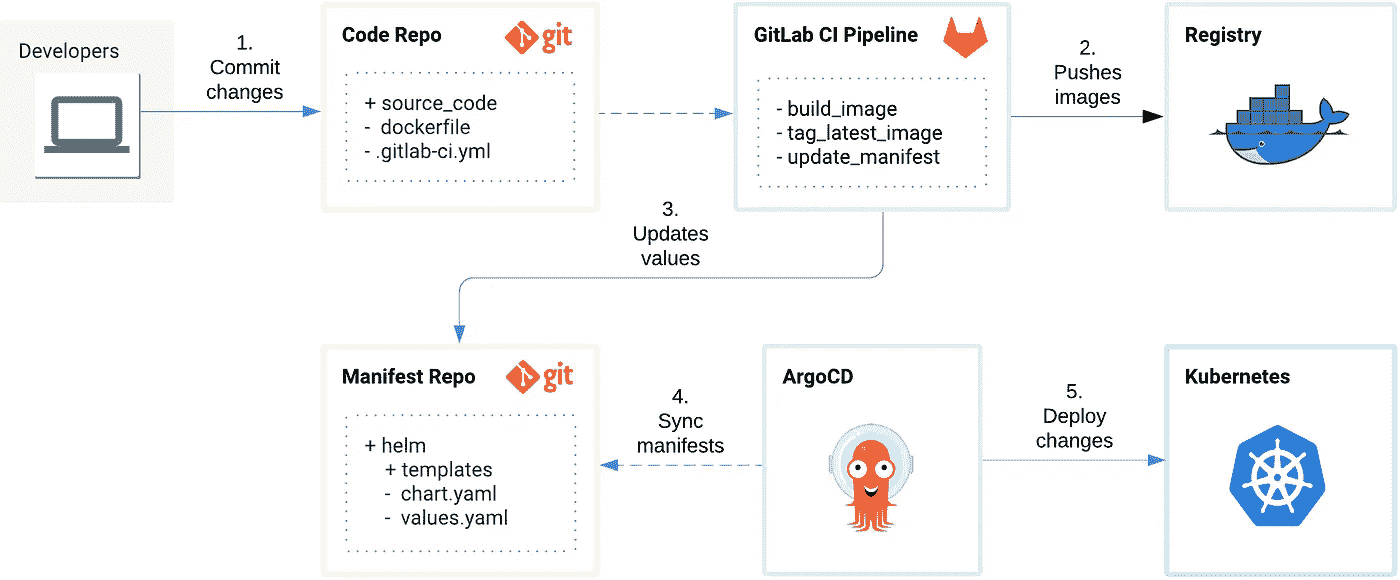 Developers
1.
Commit
changes
Code Repo
git
+ source_code
- dockerfile
- .gitlab-ci.yml
GitLab CI Pipeline
- build_image
- tag_latest_image
- update_manifest
2.
Pushes
images
Registry
3.
Updates
values
Manifest Repo
git
+ helm
+ templates
- chart.yaml
- values.yaml
4.
Sync
manifests
ArgoCD
5.
Deploy
changes
Kubernetes